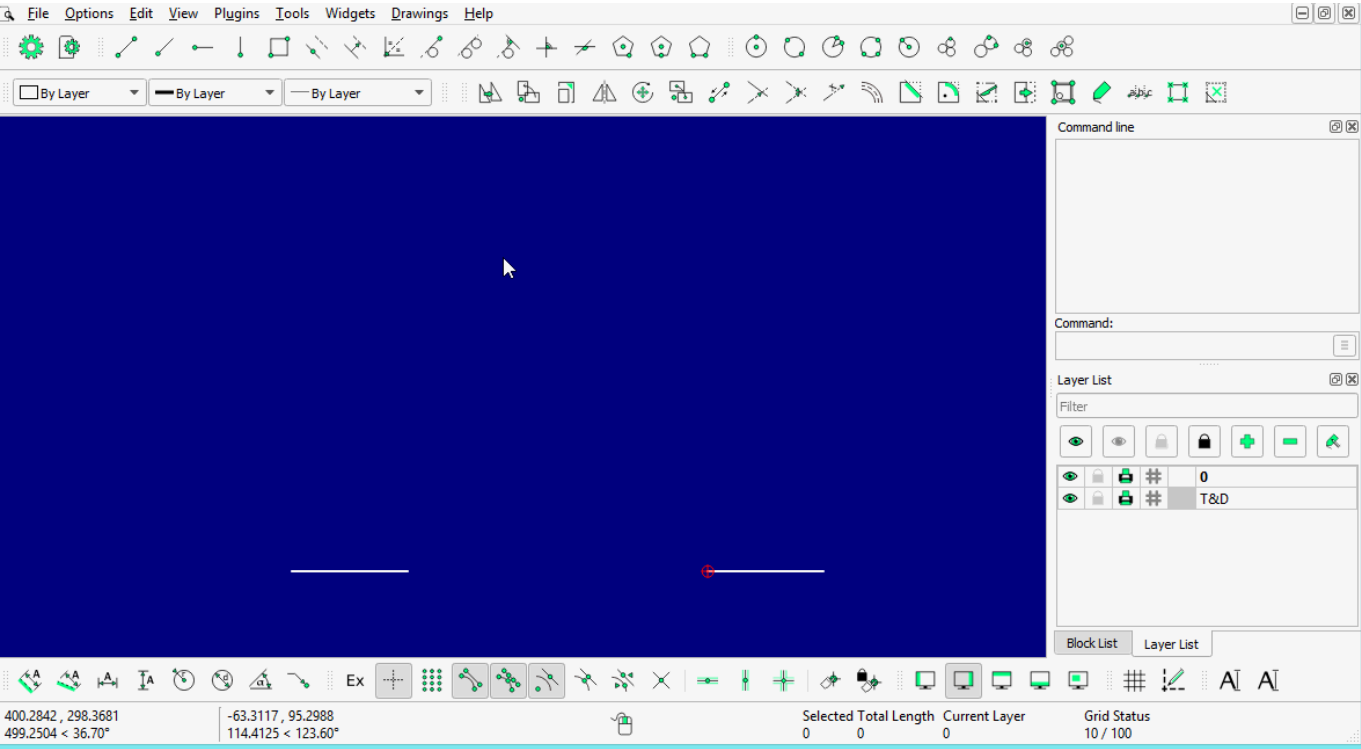 File Options Edit View Plugins Tools Widgets Drawings Help
By Layer By Layer By Layer
Command line
Command:
Layer List
Filter
0
T&D
Block List Layer List
Ex
400.2842 , 298.3681 -63.3117 , 95.2988 Selected Total Length Current Layer Grid Status
499.2504 < 36.70° 114.4125 < 123.60° 0 0 0 10 / 100